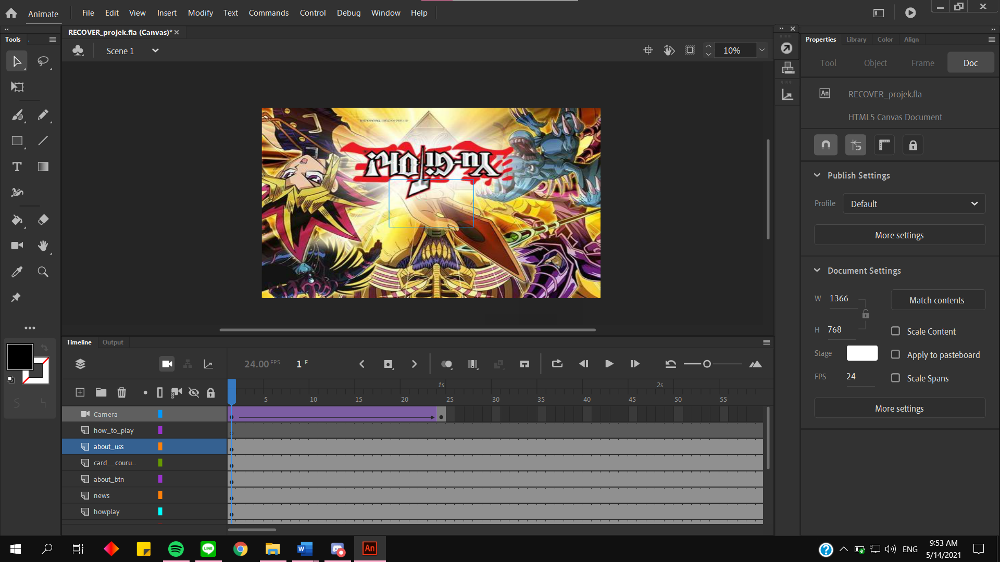 Animate File Edit View Insert Modify Text Commands Control Debug Window Help
RECOVER_projek.fla (Canvas)*
Tools
Scene 1
10%
Properties Library Color Align
Tool Object Frame Doc
An RECOVER_projek.fla
HTML5 Canvas Document
Publish Settings
Profile Default
More settings
Document Settings
W 1366 Match contents
H 768 Scale Content
Stage Apply to pasteboard
FPS 24 Scale Spans
More settings
Yu-Gi-Oh!
Timeline Output
24.00 FPS 1 F
1s 2s
5 10 15 20 25 30 35 40 45 50 55
Camera
how_to_play
about_uss
card__couru...
about_btn
news
howplay
LINE
W
An
ENG
9:53 AM
5/14/2021